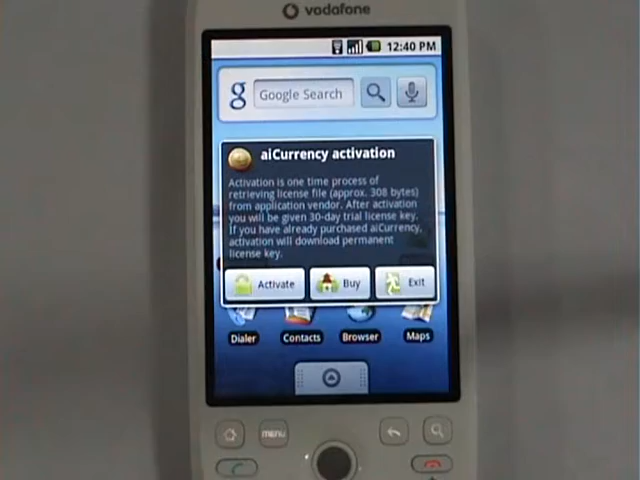 vodafone
12:40 PM
g
Google Search
aiCurrency activation
Activation is one time process of
retrieving license file (approx. 308 bytes)
from application vendor. After activation
you will be given 30-day trial license key.
If you have already purchased aiCurrency,
activation will download permanent
license key.
Activate Buy Exit
Dialer Contacts Browser Maps
menu